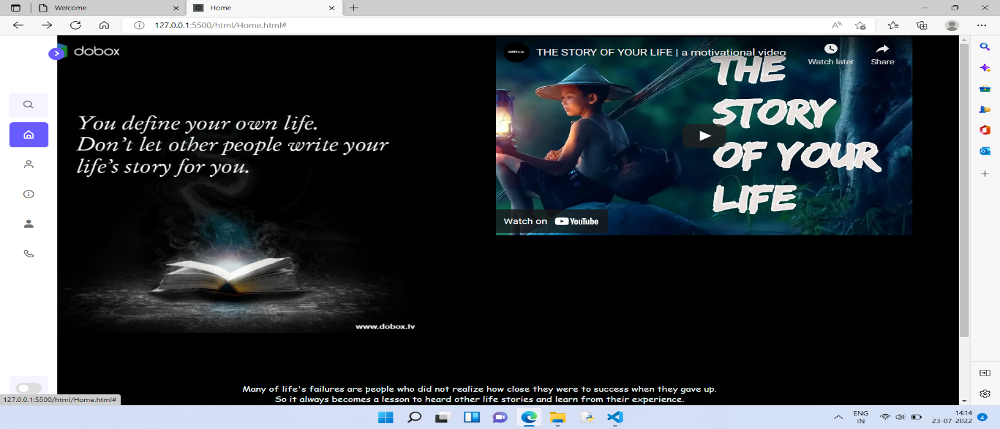 Welcome
Home
127.0.0.1:5500/html/Home.html#
dobox
You define your own life.
Don't let other people write your
life's story for you.
www.dobox.tv
THE STORY OF YOUR LIFE | a motivational video
Watch later
Share
THE
STORY
OF YOUR
LIFE
Watch on YouTube
Many of life's failures are people who did not realize how close they were to success when they gave up.
So it always becomes a lesson to heard other life stories and learn from their experience.
127.0.0.1:5500/html/Home.html#
ENG
IN
14:14
23-07-2022
4